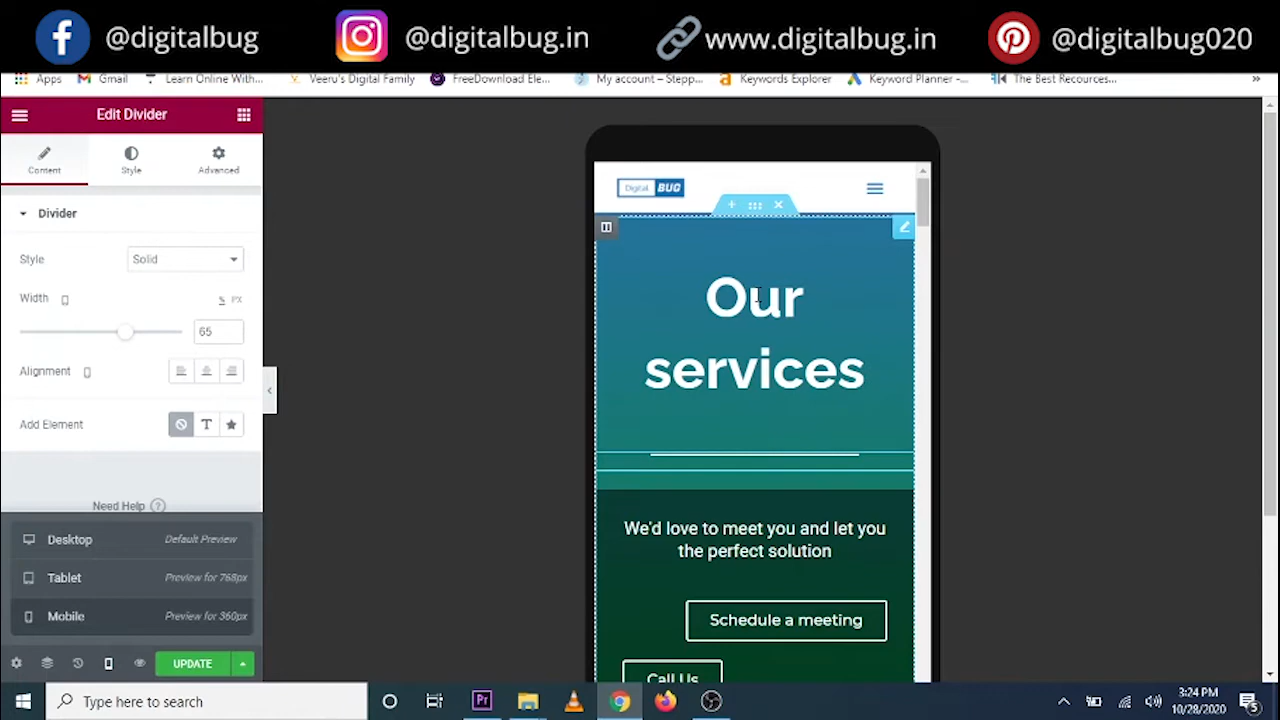 @digitalbug
@digitalbug.in
www.digitalbug.in
@digitalbug020
Apps
Gmail
Learn Online With...
Veeru's Digital Family
FreeDownload Ele...
My account – Stepp...
Keywords Explorer
Keyword Planner -...
The Best Recources...
»
Edit Divider
Content
Style
Advanced
Divider
Style
Solid
Width
% PX
65
Alignment
Add Element
T
Need Help ?
Desktop
Default Preview
Tablet
Preview for 768px
Mobile
Preview for 360px
UPDATE
Digital BUG
Our
services
We'd love to meet you and let you
the perfect solution
Schedule a meeting
Call Us
Type here to search
Pr
3:24 PM
10/28/2020
5